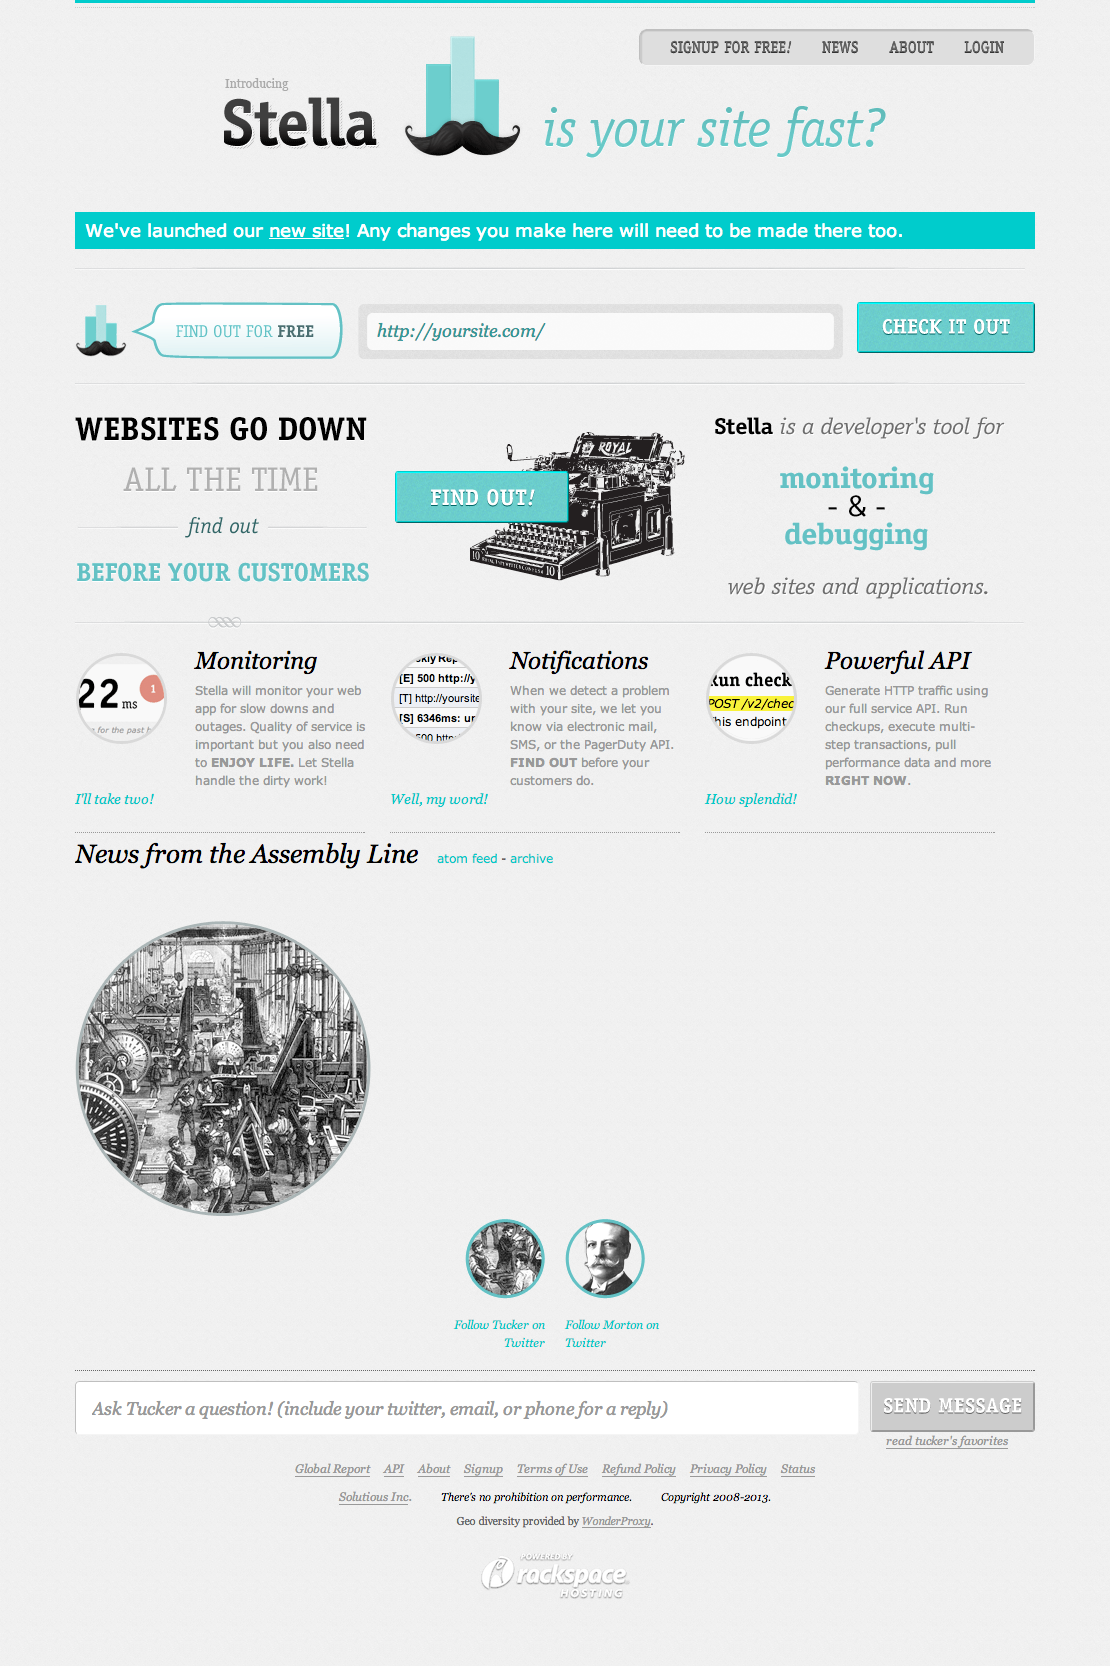 SIGNUP FOR FREE! NEWS ABOUT LOGIN
Introducing
Stella
is your site fast?
We've launched our new site! Any changes you make here will need to be made there too.
FIND OUT FOR FREE
http://yoursite.com/
CHECK IT OUT
WEBSITES GO DOWN
ALL THE TIME
find out
BEFORE YOUR CUSTOMERS
ROYAL
FIND OUT!
10
10
Stella is a developer's tool for
monitoring
- & -
debugging
web sites and applications.
22 ms
1
for the past
Monitoring
Stella will monitor your web
app for slow downs and
outages. Quality of service is
important but you also need
to ENJOY LIFE. Let Stella
handle the dirty work!
I'll take two!
[E] 500 http://y
[T] http://yoursite
[S] 6346ms: ur
500 http:
Notifications
When we detect a problem
with your site, we let you
know via electronic mail,
SMS, or the PagerDuty API.
FIND OUT before your
customers do.
Well, my word!
Run check
POST /v2/chec
his endpoint
Powerful API
Generate HTTP traffic using
our full service API. Run
checkups, execute multi-
step transactions, pull
performance data and more
RIGHT NOW.
How splendid!
News from the Assembly Line atom feed - archive
Follow Tucker on
Twitter
Follow Morton on
Twitter
Ask Tucker a question! (include your twitter, email, or phone for a reply)
SEND MESSAGE
read tucker's favorites
Global Report API About Signup Terms of Use Refund Policy Privacy Policy Status
Solutious Inc. There's no prohibition on performance. Copyright 2008-2013.
Geo diversity provided by WonderProxy.
POWERED BY
rackspace
HOSTING